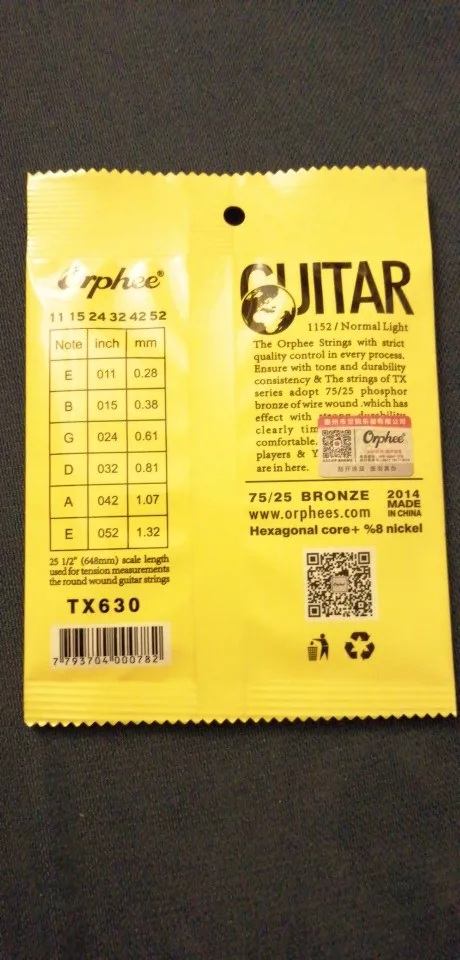 Orphee®
11 15 24 32 42 52
Note inch mm
E 011 0.28
B 015 0.38
G 024 0.61
D 032 0.81
A 042 1.07
E 052 1.32
25 1/2" (648mm) scale length
used for tension measurements
the round wound guitar strings
TX630
7 793704 000782
GUITAR
1152 / Normal Light
The Orphee Strings with strict
quality control in every process.
Ensure with tone and durability
consistency & The strings of TX
series adopt 75/25 phosphor
bronze of wire wound .which has
effect with strong durability
clearly
comfortable.
players &
are in here.
Orphee
75/25 BRONZE 2014
MADE
IN CHINA
www.orphees.com
Hexagonal core+ %8 nickel